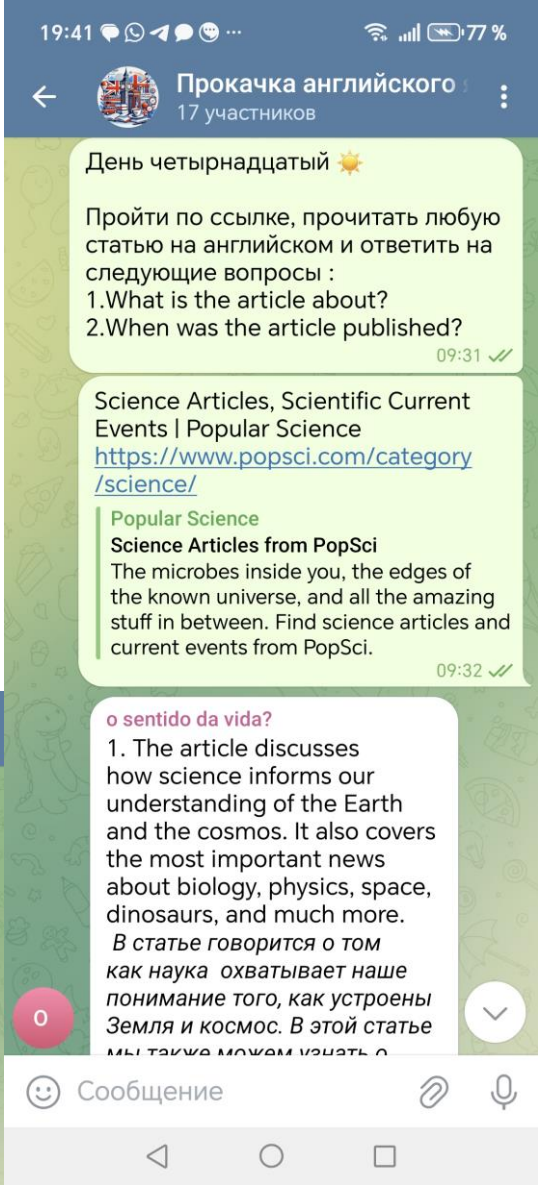 19:41 ...
77 %
Прокачка английского
17 участников
День четырнадцатый
Пройти по ссылке, прочитать любую
статью на английском и ответить на
следующие вопросы :
1.What is the article about?
2.When was the article published?
09:31
Science Articles, Scientific Current
Events | Popular Science
https://www.popsci.com/category
/science/
Popular Science
Science Articles from PopSci
The microbes inside you, the edges of
the known universe, and all the amazing
stuff in between. Find science articles and
current events from PopSci.
09:32
o sentido da vida?
1. The article discusses
how science informs our
understanding of the Earth
and the cosmos. It also covers
the most important news
about biology, physics, space,
dinosaurs, and much more.
В статье говорится о том
как наука охватывает наше
понимание того, как устроены
Земля и космос. В этой статье
мы также можем узнать о
o
Сообщение